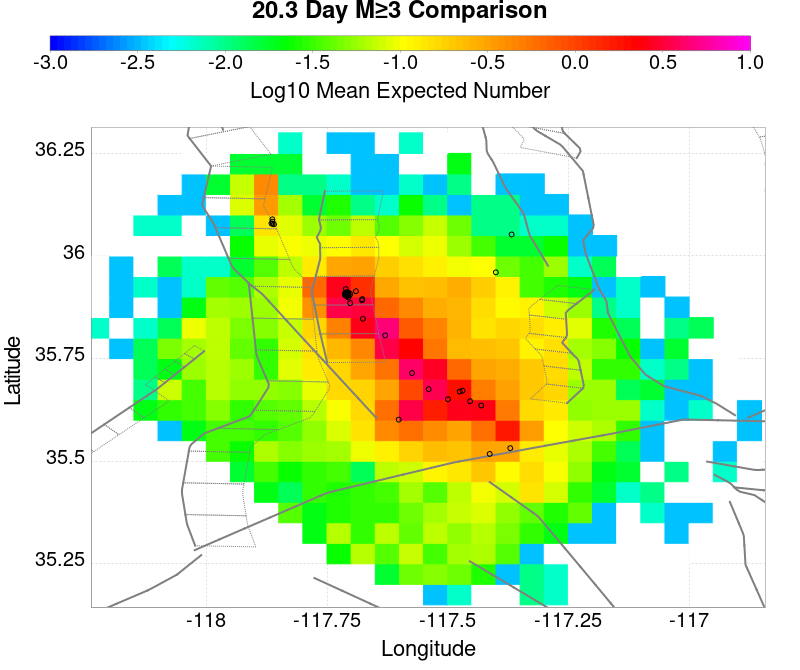 20.3 Day M≥3 Comparison
-3.0 -2.5 -2.0 -1.5 -1.0 -0.5 0.0 0.5 1.0
Log10 Mean Expected Number
36.25
36
35.75
35.5
35.25
Latitude
-118 -117.75 -117.5 -117.25 -117
Longitude